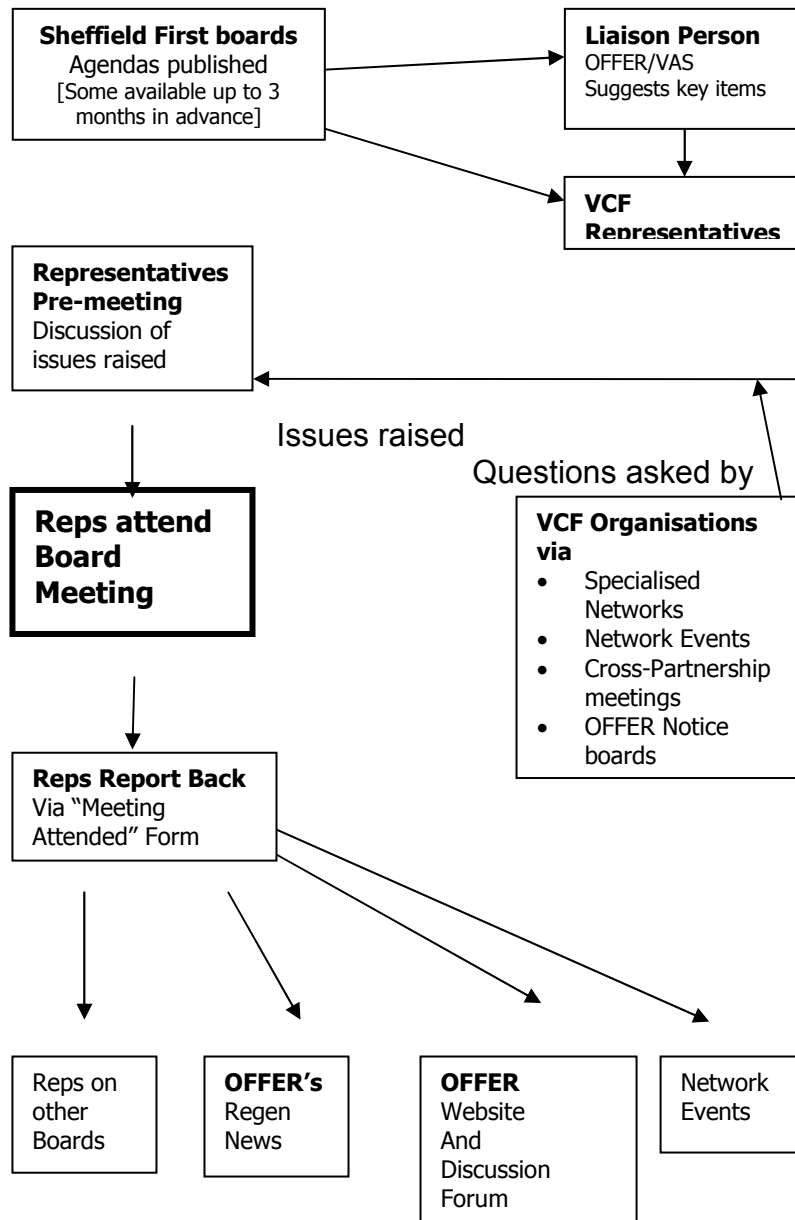 Sheffield First boards
Agendas published
[Some available up to 3
months in advance]
Liaison Person
OFFER/VAS
Suggests key items
VCF
Representatives
Representatives
Pre-meeting
Discussion of
issues raised
Issues raised
Questions asked by
Reps attend
Board
Meeting
VCF Organisations
via
• Specialised
Networks
• Network Events
• Cross-Partnership
meetings
• OFFER Notice
boards
Reps Report Back
Via “Meeting
Attended” Form
Reps on
other
Boards
OFFER’s
Regen
News
OFFER
Website
And
Discussion
Forum
Network
Events